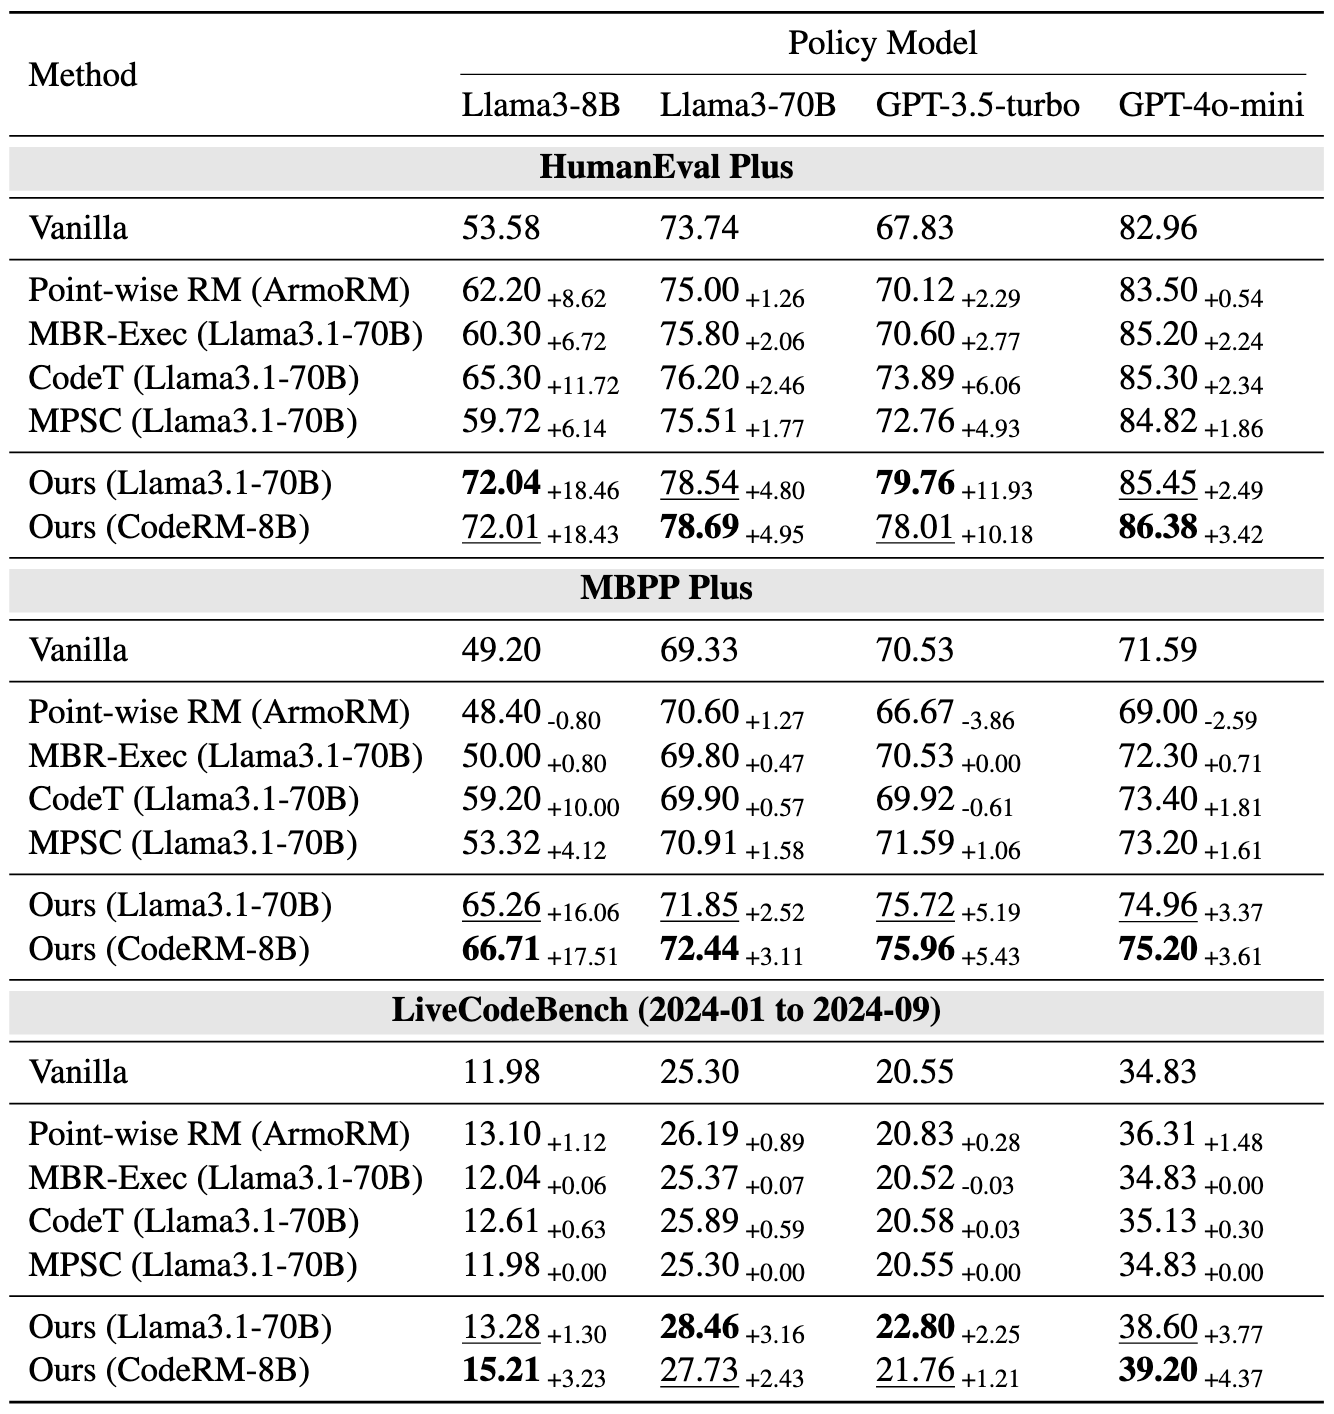 Policy Model
Method
Llama3-8B Llama3-70B GPT-3.5-turbo GPT-4o-mini
HumanEval Plus
Vanilla 53.58 73.74 67.83 82.96
Point-wise RM (ArmoRM) 62.20 +8.62 75.00 +1.26 70.12 +2.29 83.50 +0.54
MBR-Exec (Llama3.1-70B) 60.30 +6.72 75.80 +2.06 70.60 +2.77 85.20 +2.24
CodeT (Llama3.1-70B) 65.30 +11.72 76.20 +2.46 73.89 +6.06 85.30 +2.34
MPSC (Llama3.1-70B) 59.72 +6.14 75.51 +1.77 72.76 +4.93 84.82 +1.86
Ours (Llama3.1-70B) 72.04 +18.46 78.54 +4.80 79.76 +11.93 85.45 +2.49
Ours (CodeRM-8B) 72.01 +18.43 78.69 +4.95 78.01 +10.18 86.38 +3.42
MBPP Plus
Vanilla 49.20 69.33 70.53 71.59
Point-wise RM (ArmoRM) 48.40 -0.80 70.60 +1.27 66.67 -3.86 69.00 -2.59
MBR-Exec (Llama3.1-70B) 50.00 +0.80 69.80 +0.47 70.53 +0.00 72.30 +0.71
CodeT (Llama3.1-70B) 59.20 +10.00 69.90 +0.57 69.92 -0.61 73.40 +1.81
MPSC (Llama3.1-70B) 53.32 +4.12 70.91 +1.58 71.59 +1.06 73.20 +1.61
Ours (Llama3.1-70B) 65.26 +16.06 71.85 +2.52 75.72 +5.19 74.96 +3.37
Ours (CodeRM-8B) 66.71 +17.51 72.44 +3.11 75.96 +5.43 75.20 +3.61
LiveCodeBench (2024-01 to 2024-09)
Vanilla 11.98 25.30 20.55 34.83
Point-wise RM (ArmoRM) 13.10 +1.12 26.19 +0.89 20.83 +0.28 36.31 +1.48
MBR-Exec (Llama3.1-70B) 12.04 +0.06 25.37 +0.07 20.52 -0.03 34.83 +0.00
CodeT (Llama3.1-70B) 12.61 +0.63 25.89 +0.59 20.58 +0.03 35.13 +0.30
MPSC (Llama3.1-70B) 11.98 +0.00 25.30 +0.00 20.55 +0.00 34.83 +0.00
Ours (Llama3.1-70B) 13.28 +1.30 28.46 +3.16 22.80 +2.25 38.60 +3.77
Ours (CodeRM-8B) 15.21 +3.23 27.73 +2.43 21.76 +1.21 39.20 +4.37